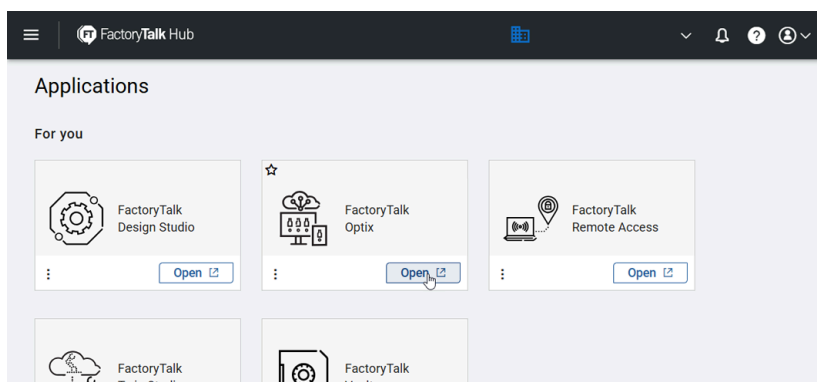 FactoryTalk Hub
Applications
For you
FactoryTalk
Design Studio
Open
FactoryTalk
Optix
Open
FactoryTalk
Remote Access
Open
FactoryTalk
FactoryTalk